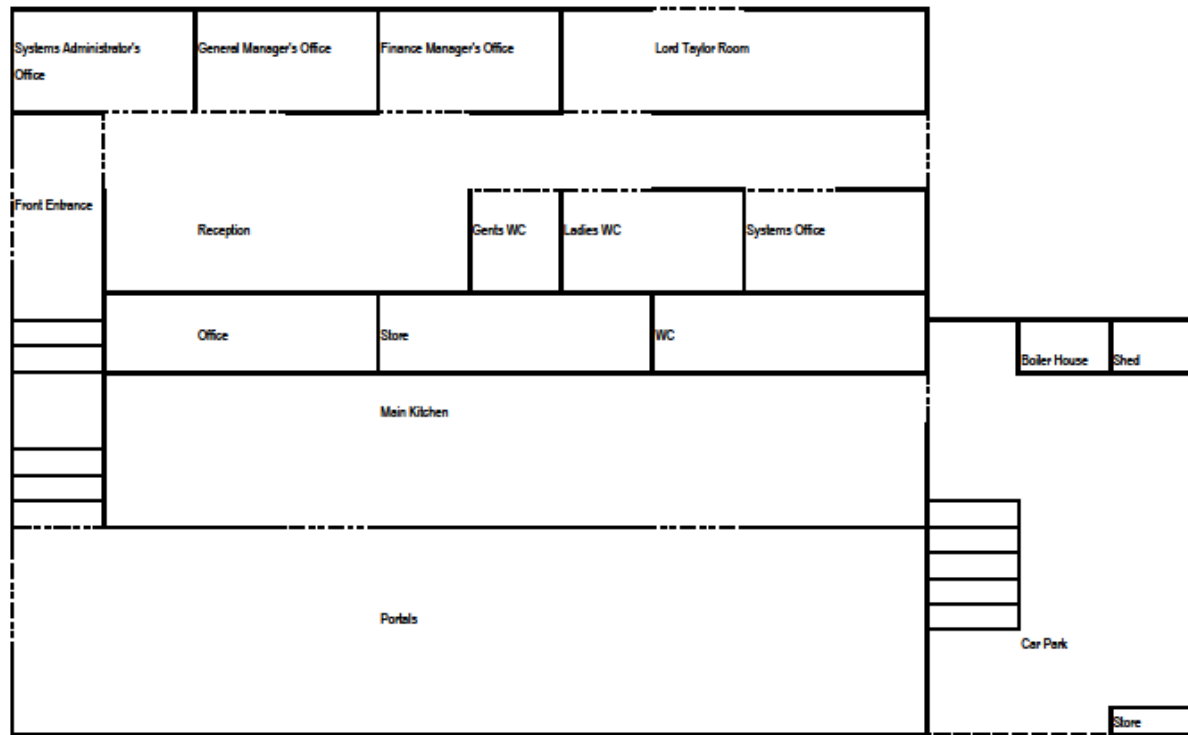 Systems Administrator's
Office
General Manager's Office
Finance Manager's Office
Lord Taylor Room
Front Entrance
Reception
Gents WC
Ladies WC
Systems Office
Office
Store
WC
Boiler House
Shed
Main Kitchen
Portals
Car Park
Store